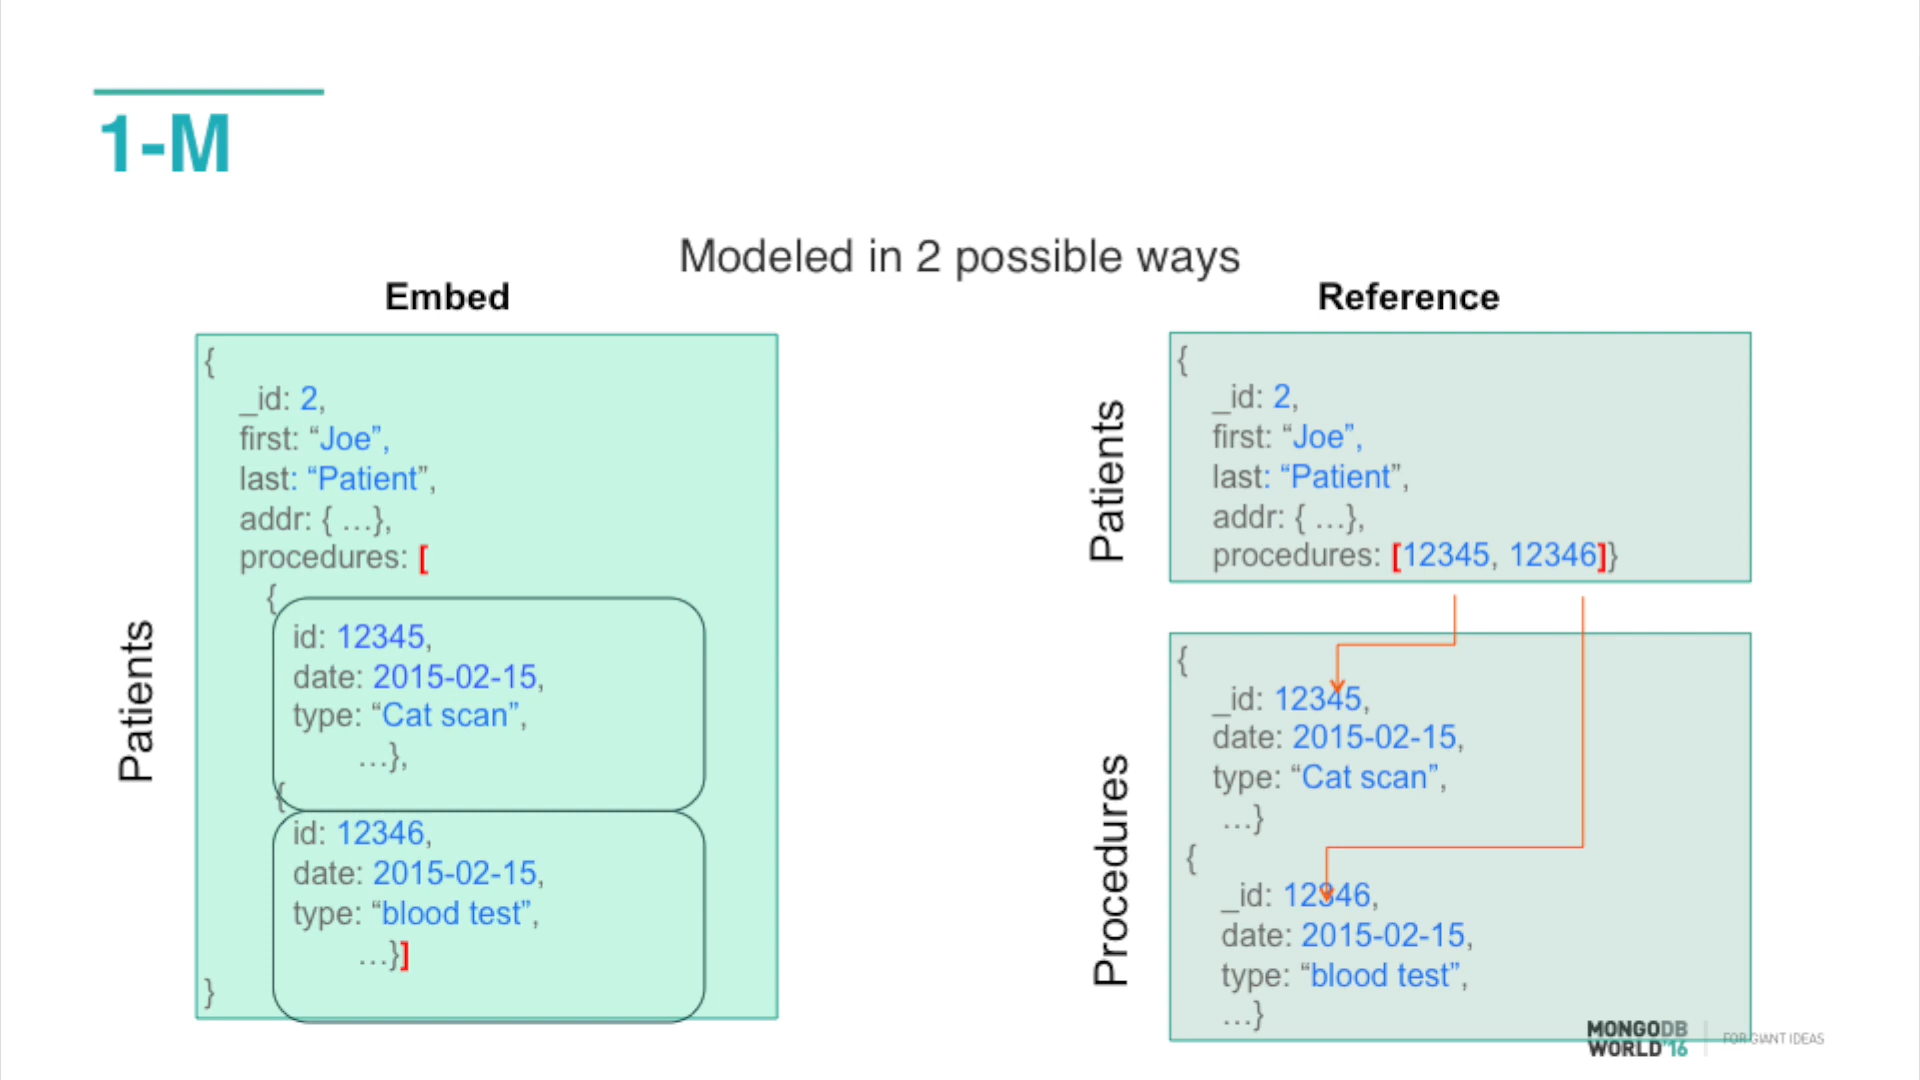 1-M
Modeled in 2 possible ways
Embed
Patients
{
_id: 2,
first: “Joe”,
last: “Patient”,
addr: { …},
procedures: [
{
id: 12345,
date: 2015-02-15,
type: “Cat scan”,
…},
{
id: 12346,
date: 2015-02-15,
type: “blood test”,
…}]
}
Reference
Patients
{
_id: 2,
first: “Joe”,
last: “Patient”,
addr: { …},
procedures: [12345, 12346]}
Procedures
{
_id: 12345,
date: 2015-02-15,
type: “Cat scan”,
…}
{
_id: 12346,
date: 2015-02-15,
type: “blood test”,
…}
MONGODB
WORLD'16
FOR GIANT IDEAS